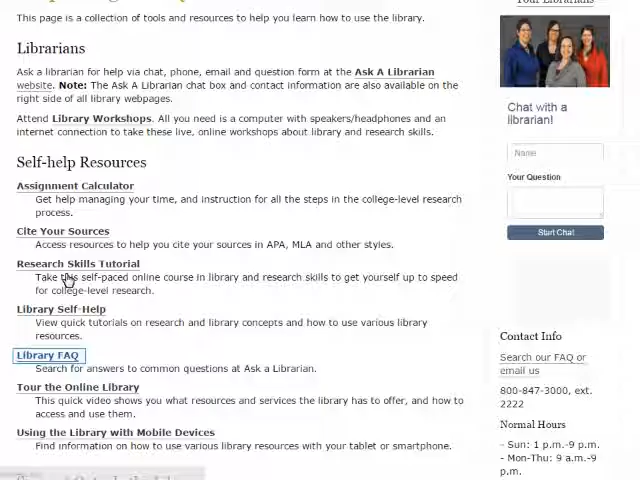 This page is a collection of tools and resources to help you learn how to use the library.
Librarians
Ask a librarian for help via chat, phone, email and question form at the Ask A Librarian
website. Note: The Ask A Librarian chat box and contact information are also available on the
right side of all library webpages.
Attend Library Workshops. All you need is a computer with speakers/headphones and an
internet connection to take these live, online workshops about library and research skills.
Self-help Resources
Assignment Calculator
Get help managing your time, and instruction for all the steps in the college-level research
process.
Cite Your Sources
Access resources to help you cite your sources in APA, MLA and other styles.
Research Skills Tutorial
Take this self-paced online course in library and research skills to get yourself up to speed
for college-level research.
Library Self-Help
View quick tutorials on research and library concepts and how to use various library
resources.
Library FAQ
Search for answers to common questions at Ask a Librarian.
Tour the Online Library
This quick video shows you what resources and services the library has to offer, and how to
access and use them.
Using the Library with Mobile Devices
Find information on how to use various library resources with your tablet or smartphone.
Your Librarians
Chat with a
librarian!
Name
Your Question
Start Chat
Contact Info
Search our FAQ or
email us
800-847-3000, ext.
2222
Normal Hours
- Sun: 1 p.m.-9 p.m.
- Mon-Thu: 9 a.m.-9
p.m.